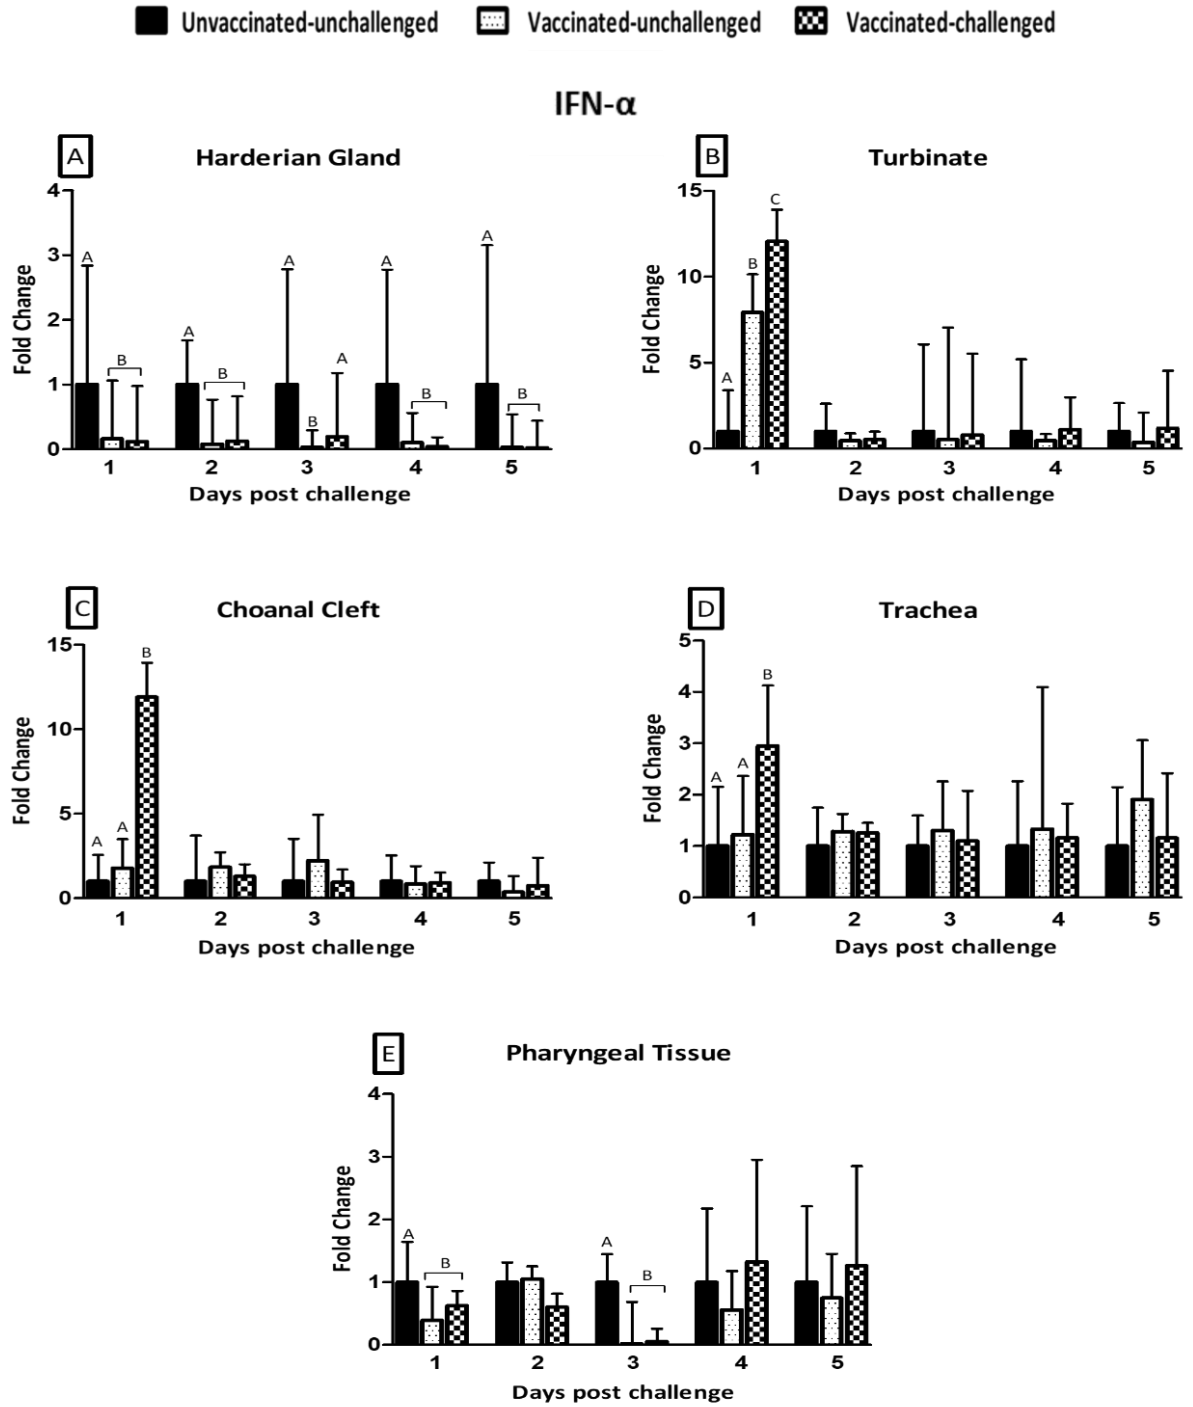 Unvaccinated-unchallenged Vaccinated-unchallenged Vaccinated-challenged
IFN-α
A Harderian Gland
4
3
2
1
0
Fold Change
A B A B A B A A B A B
1 2 3 4 5
Days post challenge
B Turbinate
15
10
5
0
Fold Change
A B C
1 2 3 4 5
Days post challenge
C Choanal Cleft
15
10
5
0
Fold Change
A A B
1 2 3 4 5
Days post challenge
D Trachea
5
4
3
2
1
0
Fold Change
A A B
1 2 3 4 5
Days post challenge
E Pharyngeal Tissue
4
3
2
1
0
Fold Change
A B A B
1 2 3 4 5
Days post challenge